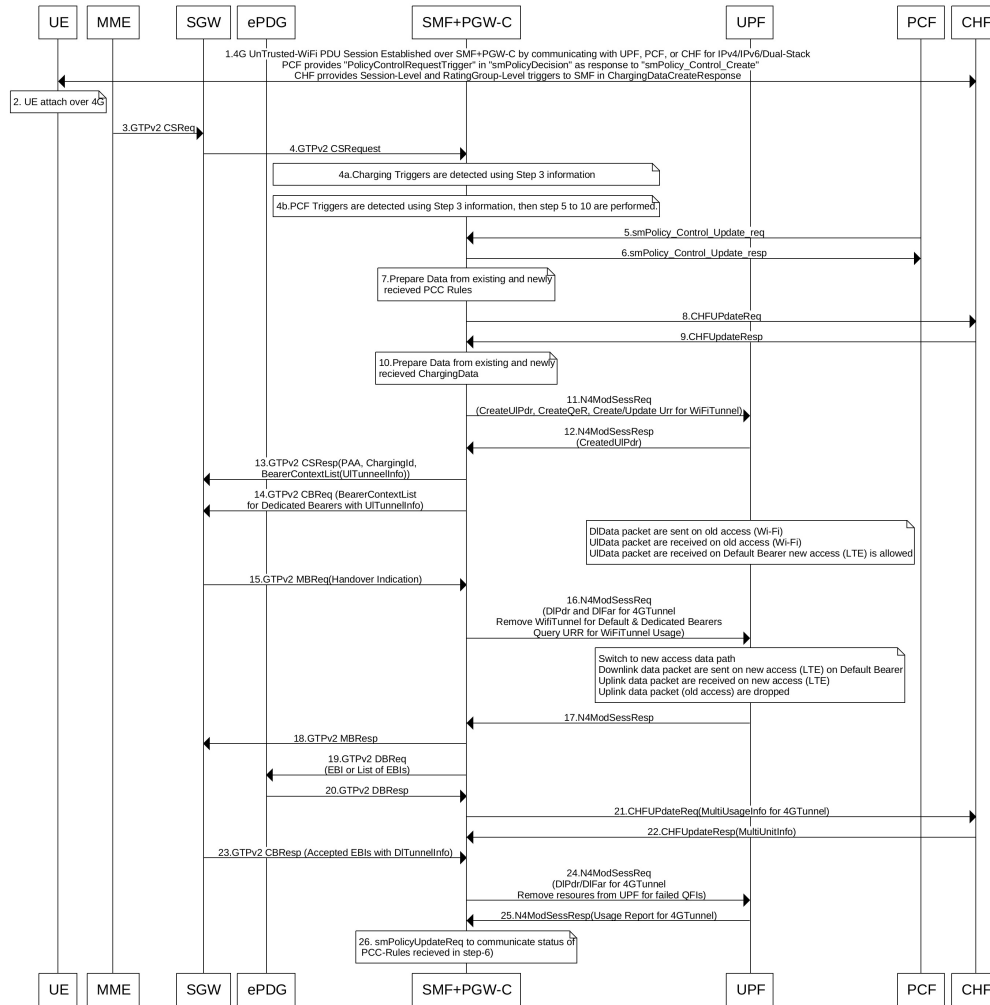 UE MME SGW ePDG SMF+PGW-C UPF PCF CHF
1.4G UnTrusted-WiFi PDU Session Established over SMF+PGW-C by communicating with UPF, PCF, or CHF for IPv4/IPv6/Dual-Stack
PCF provides "PolicyControlRequestTrigger" in "smPolicyDecision" as response to "smPolicy_Control_Create"
CHF prrovides Session-Level and RatingGroup-Level triggers to SMF in ChargingDataCreateResponse
2. UE attach over 4G
3.GTPv2 CSReq
4.GTPv2 CSRequest
4a.Charging Triggers are detected using Step 3 information
4b.PCF Triggers are detected using Step 3 information, then step 5 to 10 are performed.
5.smPolicy_Control_Update_req
6.smPolicy_Control_Update_resp
7.Prepare Data from existing and newly
recieved PCC Rules
8.CHFUPdateReq
9.CHFUpdateResp
10.Prepare Data from existing and newly
recieved ChargingData
11.N4ModSessReq
(CreateUlPdr, CreateQeR, Create/Update Urr for WiFiTunnel)
12.N4ModSessResp
(CreatedUlPdr)
13.GTPv2 CSResp(PAA, ChargingId,
BearerContextList(UlTunneelInfo))
14.GTPv2 CBReq (BearerContextList
for Dedicated Bearers with UlTunnelInfo)
DlData packet are sent on old access (Wi-Fi)
UlData packet are received on old access (Wi-Fi)
UlData packet are received on Default Bearer new access (LTE) is allowed
15.GTPv2 MBReq(Handover Indication)
16.N4ModSessReq
(DlPdr and DlFar for 4GTunnel
Remove WifiTunnel for Default & Dedicated Bearers
Query URR for WiFiTunnel Usage)
Switch to new access data path
Downlink data packet are sent on new access (LTE) on Default Bearer
Uplink data packet are received on new access (LTE)
Uplink data packet (old access) are dropped
17.N4ModSessResp
18.GTPv2 MBResp
19.GTPv2 DBReq
(EBI or List of EBIs)
20.GTPv2 DBResp
21.CHFUPdateReq(MultiUsageInfo for 4GTunnel)
22.CHFUpdateResp(MultiUnitInfo)
23.GTPv2 CBResp (Accepted EBIs with DlTunnelInfo)
24.N4ModSessReq
(DlPdr/DlFar for 4GTunnel
Remove resoures from UPF for failed QFIs)
25.N4ModSessResp(Usage Report for 4GTunnel)
26. smPolicyUpdateReq to communicate status of
PCC-Rules recieved in step-6)
UE MME SGW ePDG SMF+PGW-C UPF PCF CHF